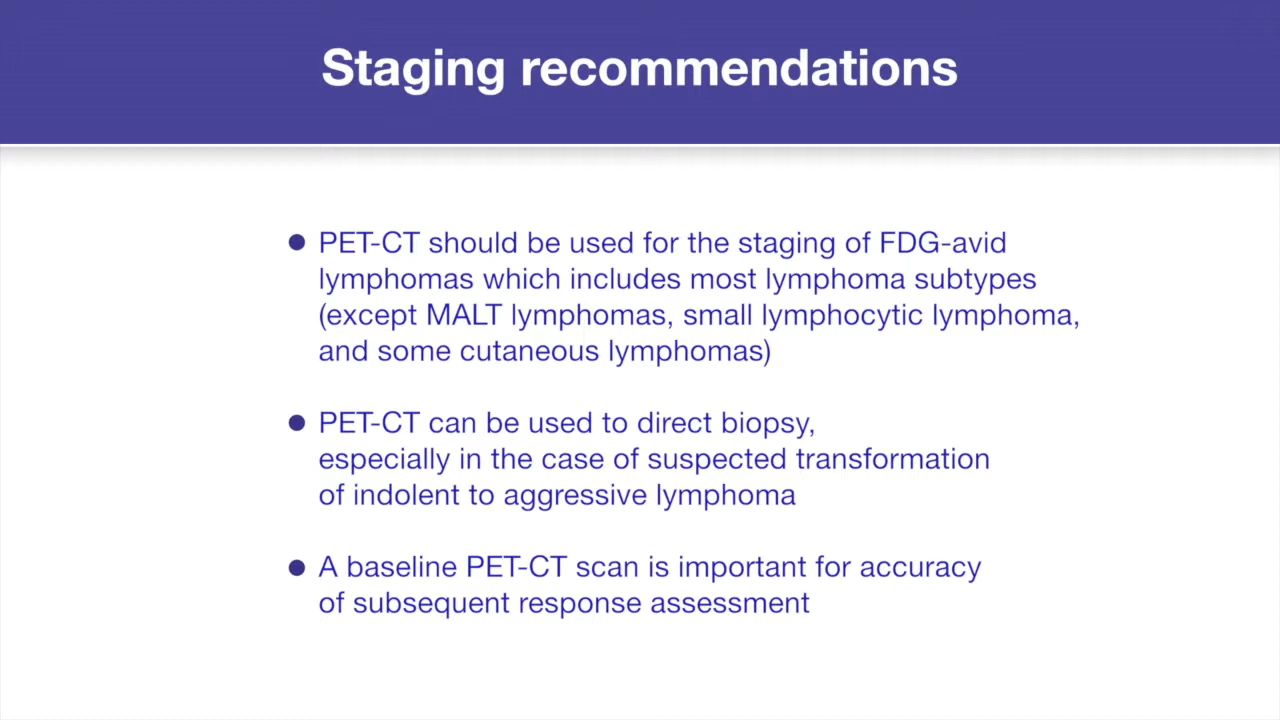 Staging recommendations
● PET-CT should be used for the staging of FDG-avid
lymphomas which includes most lymphoma subtypes
(except MALT lymphomas, small lymphocytic lymphoma,
and some cutaneous lymphomas)
● PET-CT can be used to direct biopsy,
especially in the case of suspected transformation
of indolent to aggressive lymphoma
● A baseline PET-CT scan is important for accuracy
of subsequent response assessment